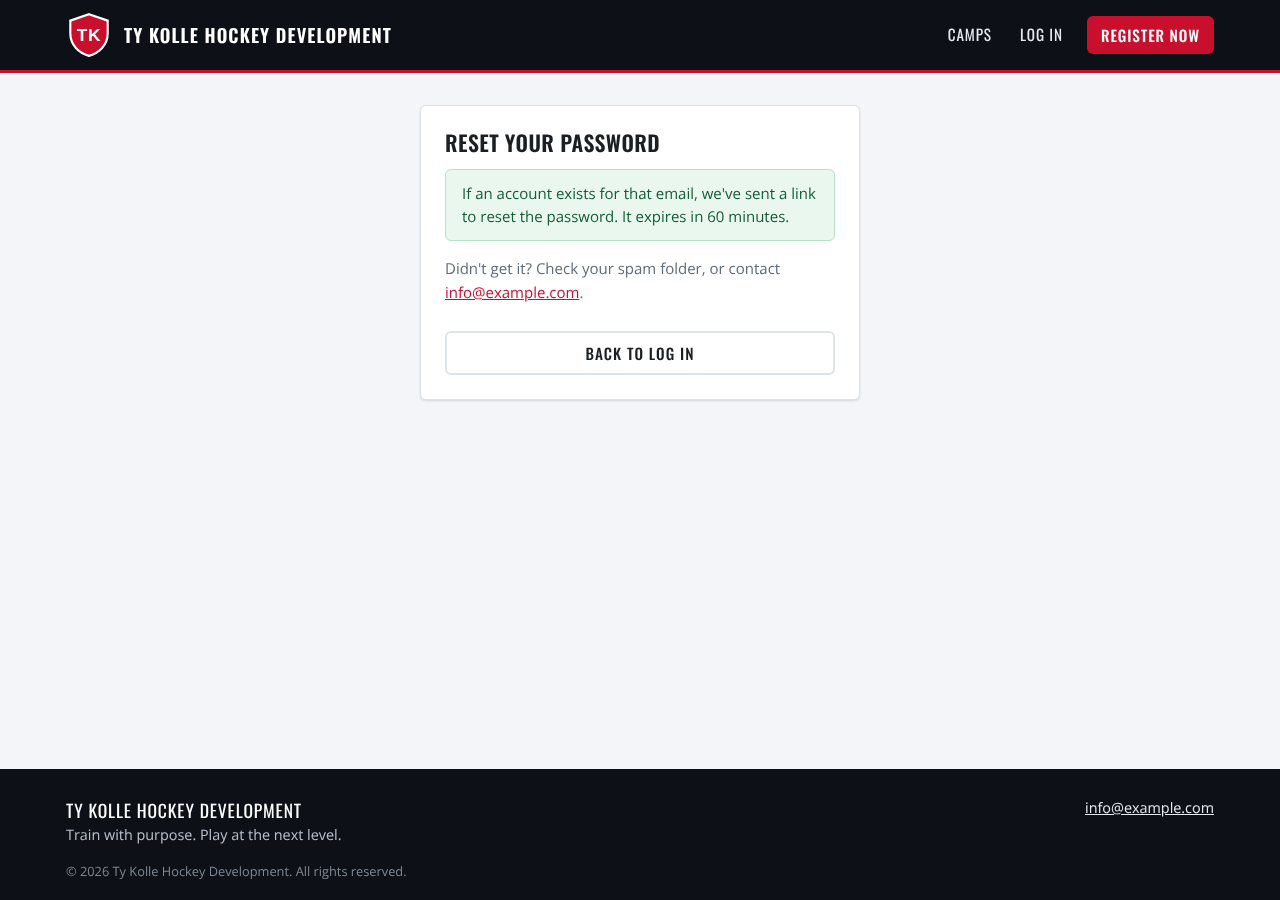 TK
TY KOLLE HOCKEY DEVELOPMENT
CAMPS
LOG IN
REGISTER NOW
RESET YOUR PASSWORD
If an account exists for that email, we've sent a link
to reset the password. It expires in 60 minutes.
Didn't get it? Check your spam folder, or contact
info@example.com.
BACK TO LOG IN
TY KOLLE HOCKEY DEVELOPMENT
Train with purpose. Play at the next level.
info@example.com
© 2026 Ty Kolle Hockey Development. All rights reserved.